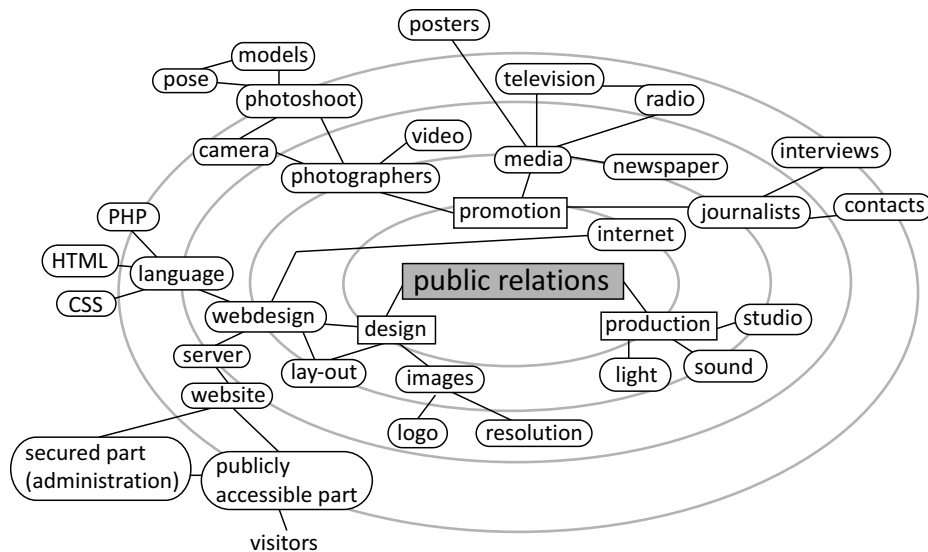 posters
models
pose
photoshoot
television
radio
camera
video
photographers
media
newspaper
interviews
promotion
journalists
contacts
PHP
internet
HTML
language
public relations
CSS
webdesign
design
production
studio
server
lay-out
images
light
sound
website
logo
resolution
secured part
(administration)
publicly
accessible part
visitors